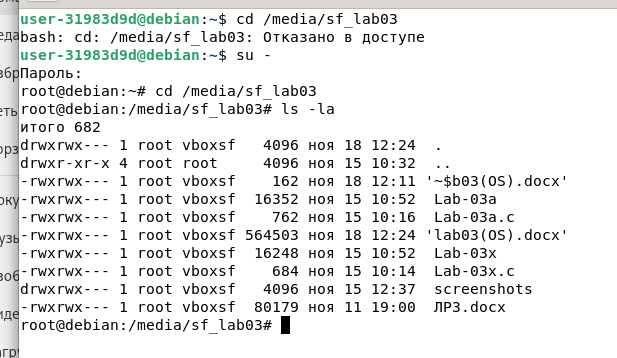 user-31983d9d@debian:~$ cd /media/sf_lab03
bash: cd: /media/sf_lab03: Отказано в доступе
user-31983d9d@debian:~$ su -
Пароль:
root@debian:~# cd /media/sf_lab03
root@debian:/media/sf_lab03# ls -la
итого 682
drwxrwx--- 1 root vboxsf   4096 ноя 18 12:24  .
drwxr-xr-x 4 root root     4096 ноя 15 10:32  ..
-rwxrwx--- 1 root vboxsf    162 ноя 18 12:11 '~$b03(OS).docx'
-rwxrwx--- 1 root vboxsf  16352 ноя 15 10:52  Lab-03a
-rwxrwx--- 1 root vboxsf    762 ноя 15 10:16  Lab-03a.c
-rwxrwx--- 1 root vboxsf 564503 ноя 18 12:24 'lab03(OS).docx'
-rwxrwx--- 1 root vboxsf  16248 ноя 15 10:52  Lab-03x
-rwxrwx--- 1 root vboxsf    684 ноя 15 10:14  Lab-03x.c
drwxrwx--- 1 root vboxsf   4096 ноя 15 12:37  screenshots
-rwxrwx--- 1 root vboxsf  80179 ноя 11 19:00  ЛР3.docx
root@debian:/media/sf_lab03#